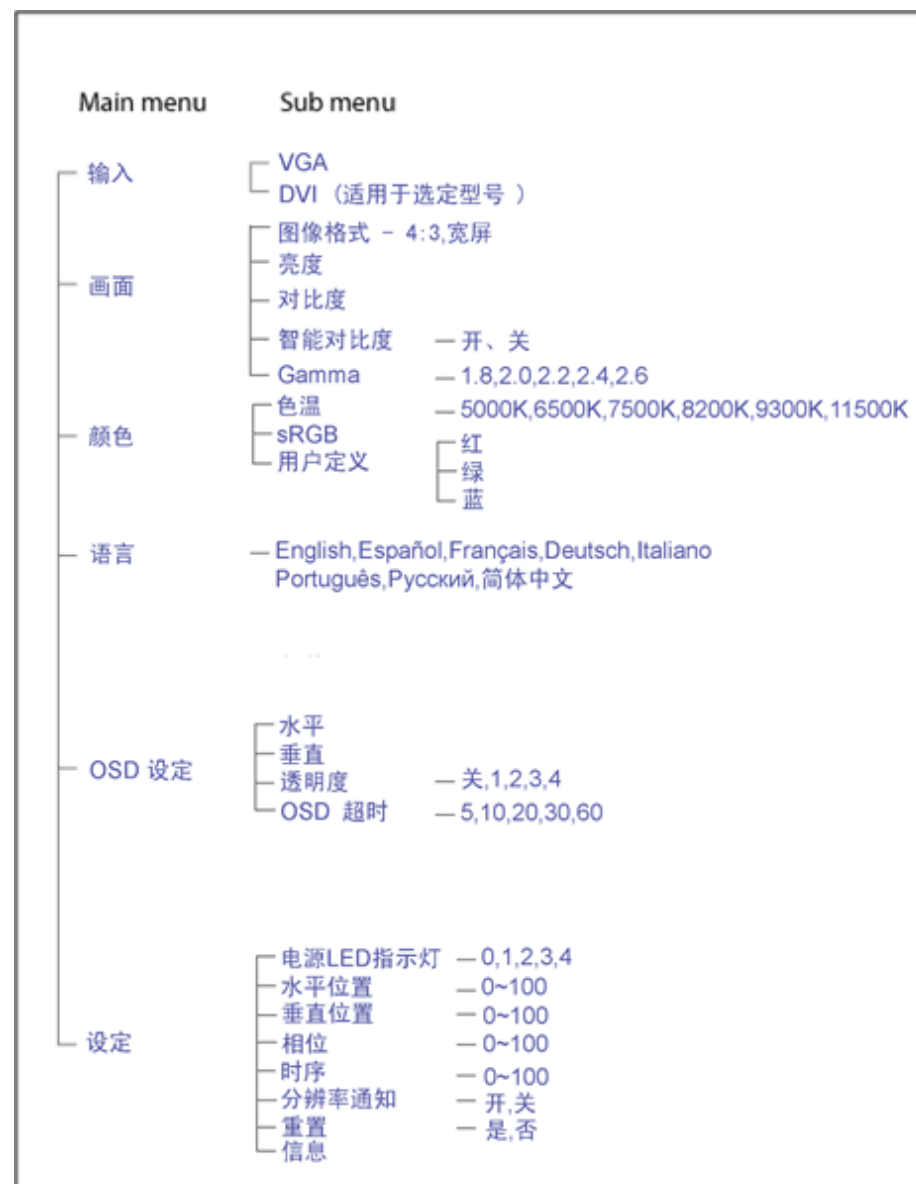 Main menu Sub menu
输入
VGA
DVI (适用于选定型号 )
画面
图像格式 - 4:3,宽屏
亮度
对比度
智能对比度 — 开、关
Gamma — 1.8,2.0,2.2,2.4,2.6
颜色
色温 — 5000K,6500K,7500K,8200K,9300K,11500K
sRGB
用户定义
红
绿
蓝
语言
— English,Español,Français,Deutsch,Italiano
Português,Русский,简体中文
OSD 设定
水平
垂直
透明度 — 关,1,2,3,4
OSD 超时 — 5,10,20,30,60
设定
电源LED指示灯 — 0,1,2,3,4
水平位置 — 0~100
垂直位置 — 0~100
相位 — 0~100
时序 — 0~100
分辨率通知 — 开,关
重置 — 是,否
信息